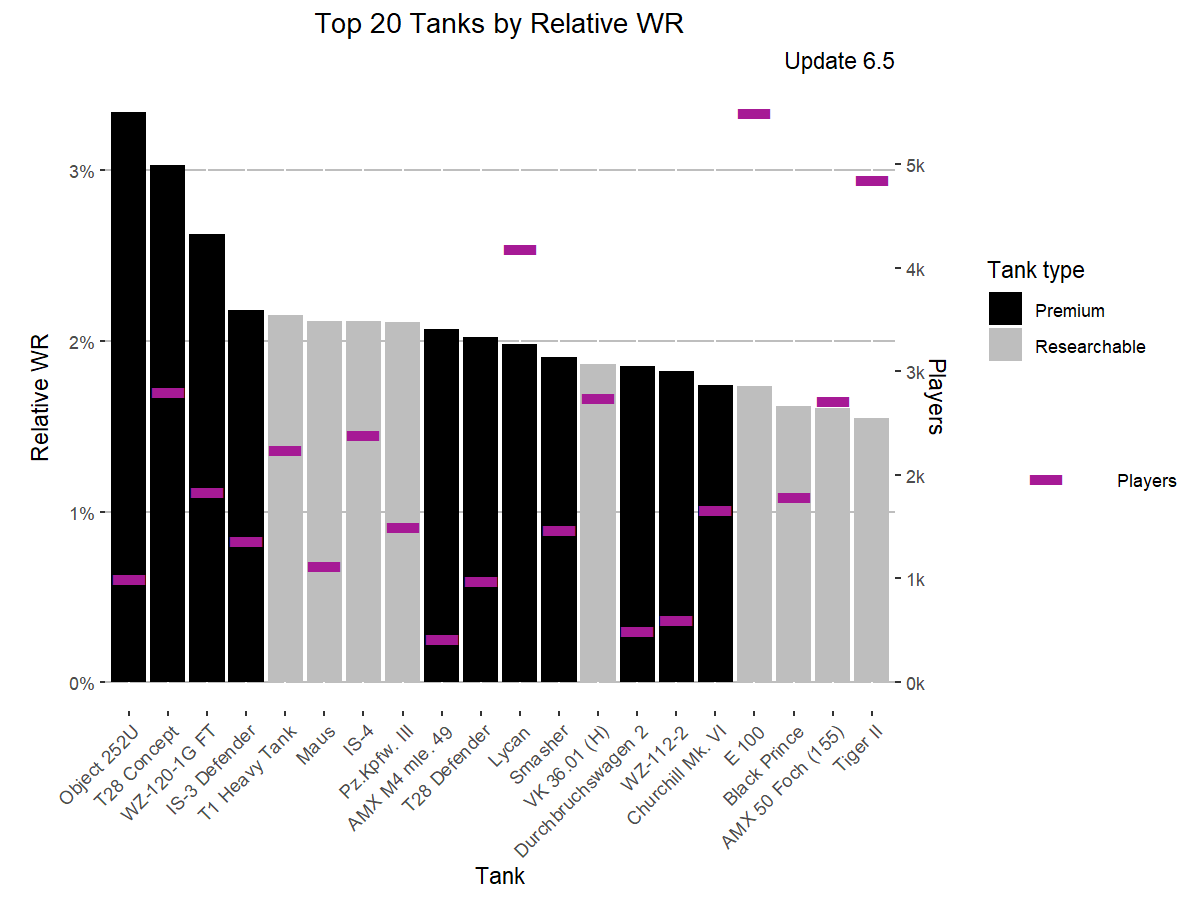 Top 20 Tanks by Relative WR
Update 6.5
Relative WR
3%
2%
1%
0%
5k
4k
3k
2k
1k
0k
Players
Object 252U
T28 Concept
WZ-120-1G FT
IS-3 Defender
T1 Heavy Tank
Maus
IS-4
Pz.Kpfw. III
AMX M4 mle. 49
T28 Defender
Lycan
Smasher
VK 36.01 (H)
Durchbruchswagen 2
WZ-112-2
Churchill Mk. VI
E 100
Black Prince
AMX 50 Foch (155)
Tiger II
Tank
Tank type
Premium
Researchable
Players